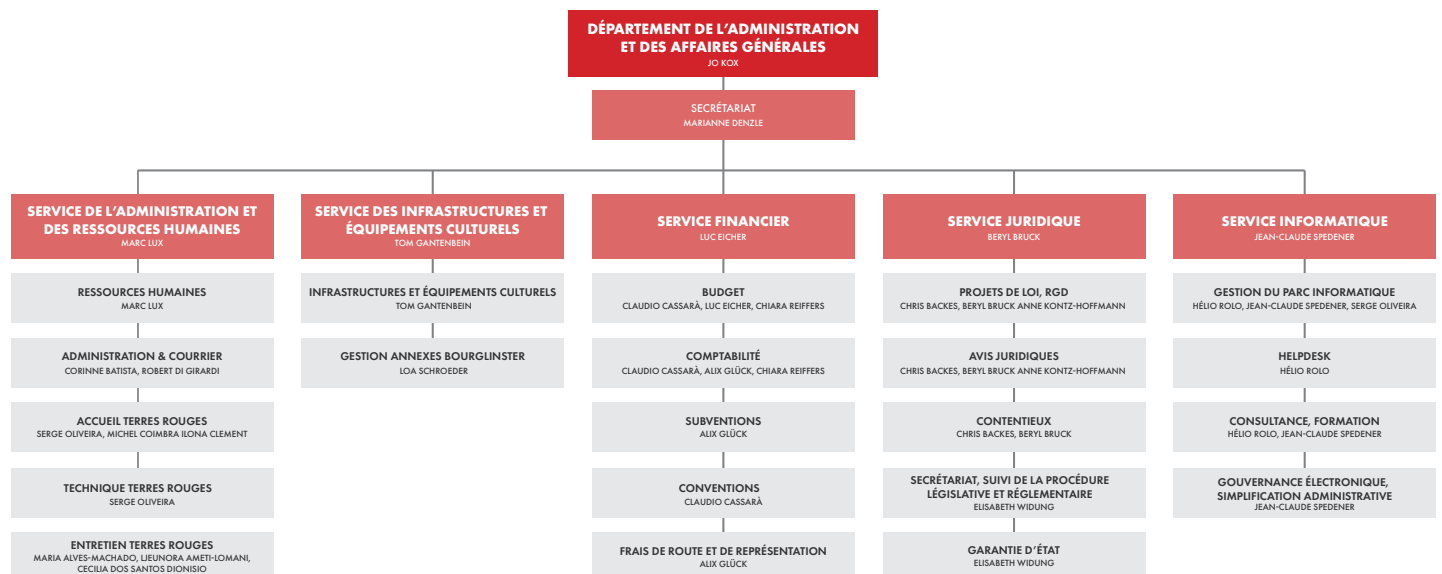 DÉPARTEMENT DE L'ADMINISTRATION
ET DES AFFAIRES GÉNÉRALES
JO KOX
SECRÉTARIAT
MARIANNE DENZLE
SERVICE DE L'ADMINISTRATION ET
DES RESSOURCES HUMAINES
MARC LUX
RESSOURCES HUMAINES
MARC LUX
ADMINISTRATION & COURRIER
CORINNE BATISTA, ROBERT DI GIRARDI
ACCUEIL TERRES ROUGES
SERGE OLIVEIRA, MICHEL COIMBRA ILONA CLEMENT
TECHNIQUE TERRES ROUGES
SERGE OLIVEIRA
ENTRETIEN TERRES ROUGES
MARIA ALVES-MACHADO, LJEUNORA AMETI-LOMANI,
CECILIA DOS SANTOS DIONISIO
SERVICE DES INFRASTRUCTURES ET
ÉQUIPEMENTS CULTURELS
TOM GANTENBEIN
INFRASTRUCTURES ET ÉQUIPEMENTS CULTURELS
TOM GANTENBEIN
GESTION ANNEXES BOURGLINSTER
LOA SCHROEDER
SERVICE FINANCIER
LUC EICHER
BUDGET
CLAUDIO CASSARÀ, LUC EICHER, CHIARA REIFFERS
COMPTABILITÉ
CLAUDIO CASSARÀ, ALIX GLÜCK, CHIARA REIFFERS
SUBVENTIONS
ALIX GLÜCK
CONVENTIONS
CLAUDIO CASSARÀ
FRAIS DE ROUTE ET DE REPRÉSENTATION
ALIX GLÜCK
SERVICE JURIDIQUE
BERYL BRUCK
PROJETS DE LOI, RGD
CHRIS BACKES, BERYL BRUCK ANNE KONTZ-HOFFMANN
AVIS JURIDIQUES
CHRIS BACKES, BERYL BRUCK ANNE KONTZ-HOFFMANN
CONTENTIEUX
CHRIS BACKES, BERYL BRUCK
SECRÉTARIAT, SUIVI DE LA PROCÉDURE
LÉGISLATIVE ET RÉGLEMENTAIRE
ELISABETH WIDUNG
GARANTIE D'ÉTAT
ELISABETH WIDUNG
SERVICE INFORMATIQUE
JEAN-CLAUDE SPEDENER
GESTION DU PARC INFORMATIQUE
HÉLIO ROLO, JEAN-CLAUDE SPEDENER, SERGE OLIVEIRA
HELPDESK
HÉLIO ROLO
CONSULTANCE, FORMATION
HÉLIO ROLO, JEAN-CLAUDE SPEDENER
GOUVERNANCE ÉLECTRONIQUE,
SIMPLIFICATION ADMINISTRATIVE
JEAN-CLAUDE SPEDENER